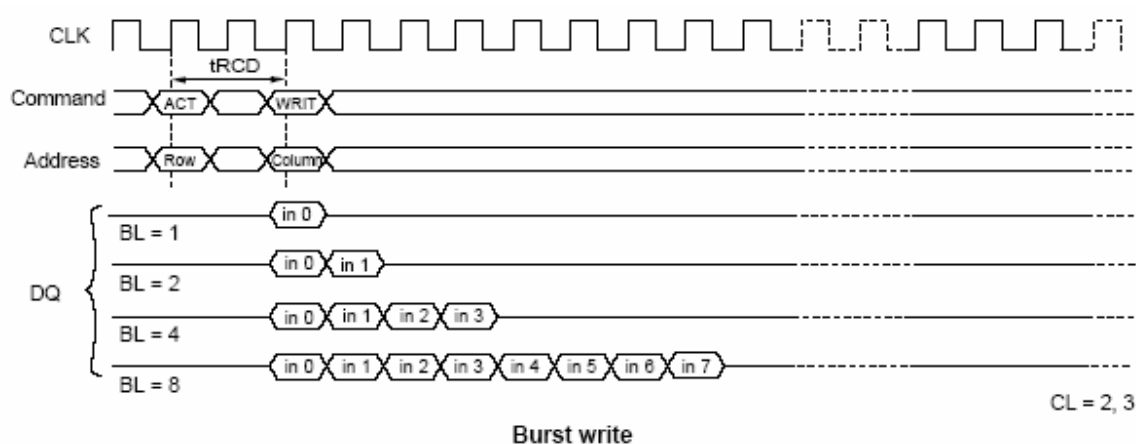 CLK
tRCD
Command ACT WRIT
Address Row Column
in 0
BL = 1
in 0 in 1
BL = 2
DQ
in 0 in 1 in 2 in 3
BL = 4
in 0 in 1 in 2 in 3 in 4 in 5 in 6 in 7
BL = 8
CL = 2, 3
Burst write